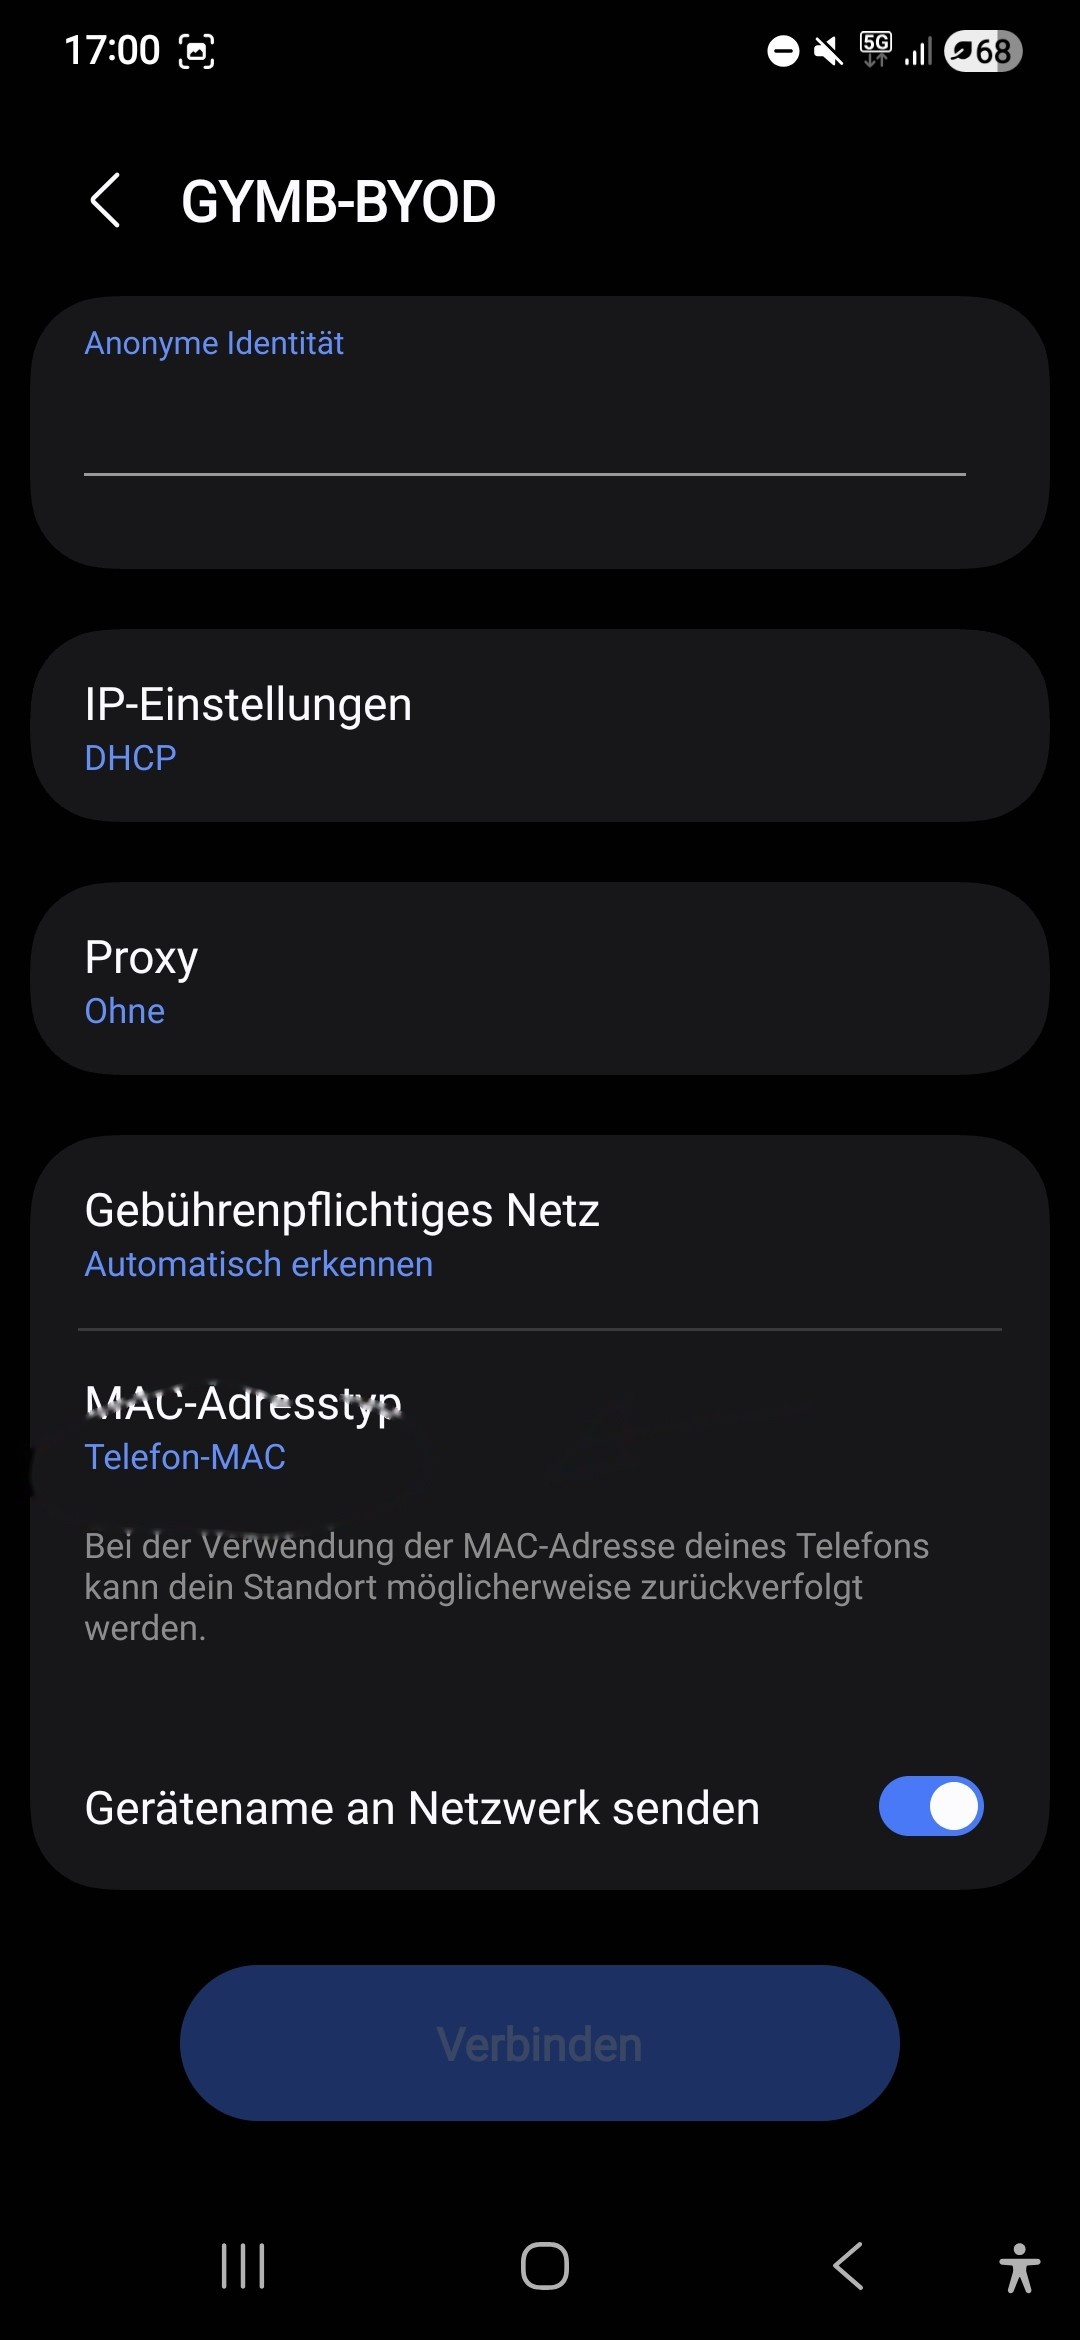 17:00
5G
68
GYMB-BYOD
Anonyme Identität
IP-Einstellungen
DHCP
Proxy
Ohne
Gebührenpflichtiges Netz
Automatisch erkennen
MAC-Adresstyp
Telefon-MAC
Bei der Verwendung der MAC-Adresse deines Telefons
kann dein Standort möglicherweise zurückverfolgt
werden.
Gerätename an Netzwerk senden
Verbinden